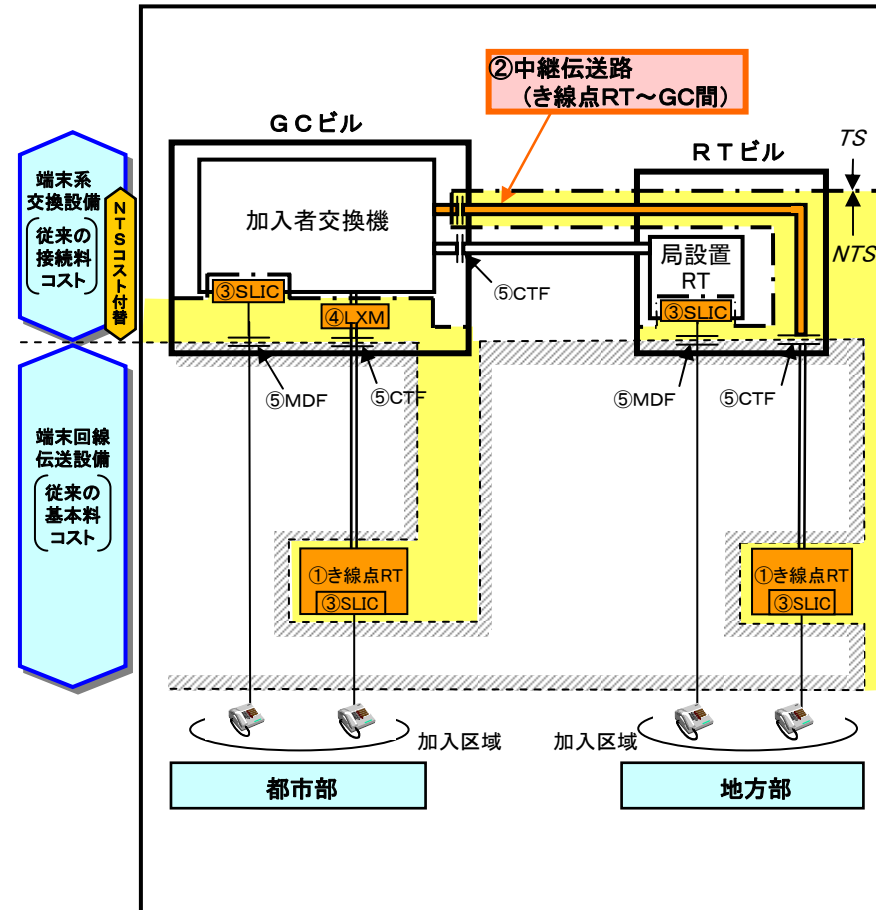 ②中継伝送路
(き線点RT~GC間)
GCビル
RTビル
TS
NTS
端末系
交換設備
従来の
接続料
コスト
NTSコスト付替
加入者交換機
局設置
RT
③SLIC
④LXM
③SLIC
⑤CTF
⑤MDF
⑤CTF
⑤MDF
⑤CTF
端末回線
伝送設備
従来の
基本料
コスト
①き線点RT
③SLIC
①き線点RT
③SLIC
加入区域
加入区域
都市部
地方部